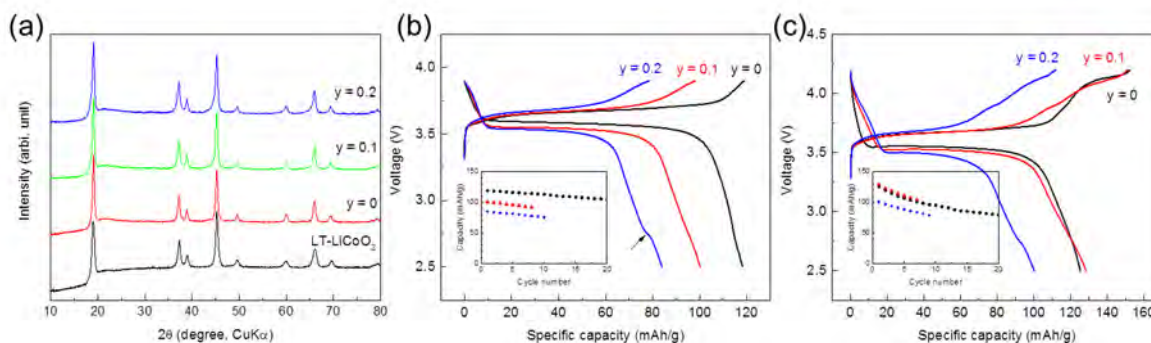 (a)
Intensity (arbi. unit)
y = 0.2
y = 0.1
y = 0
LT-LiCoO2
10 20 30 40 50 60 70 80
2θ (degree, CuKα)
(b)
Voltage (V)
4.0
3.5
3.0
2.5
y = 0.2
y = 0.1
y = 0
Capacity (mAh/g)
150
100
50
0
0 5 10 15 20
Cycle number
0 20 40 60 80 100 120
Specific capacity (mAh/g)
(c)
Voltage (V)
4.5
4.0
3.5
3.0
2.5
y = 0.2
y = 0.1
y = 0
Capacity (mAh/g)
150
100
50
0
0 5 10 15 20
Cycle number
0 20 40 60 80 100 120 140 160
Specific capacity (mAh/g)